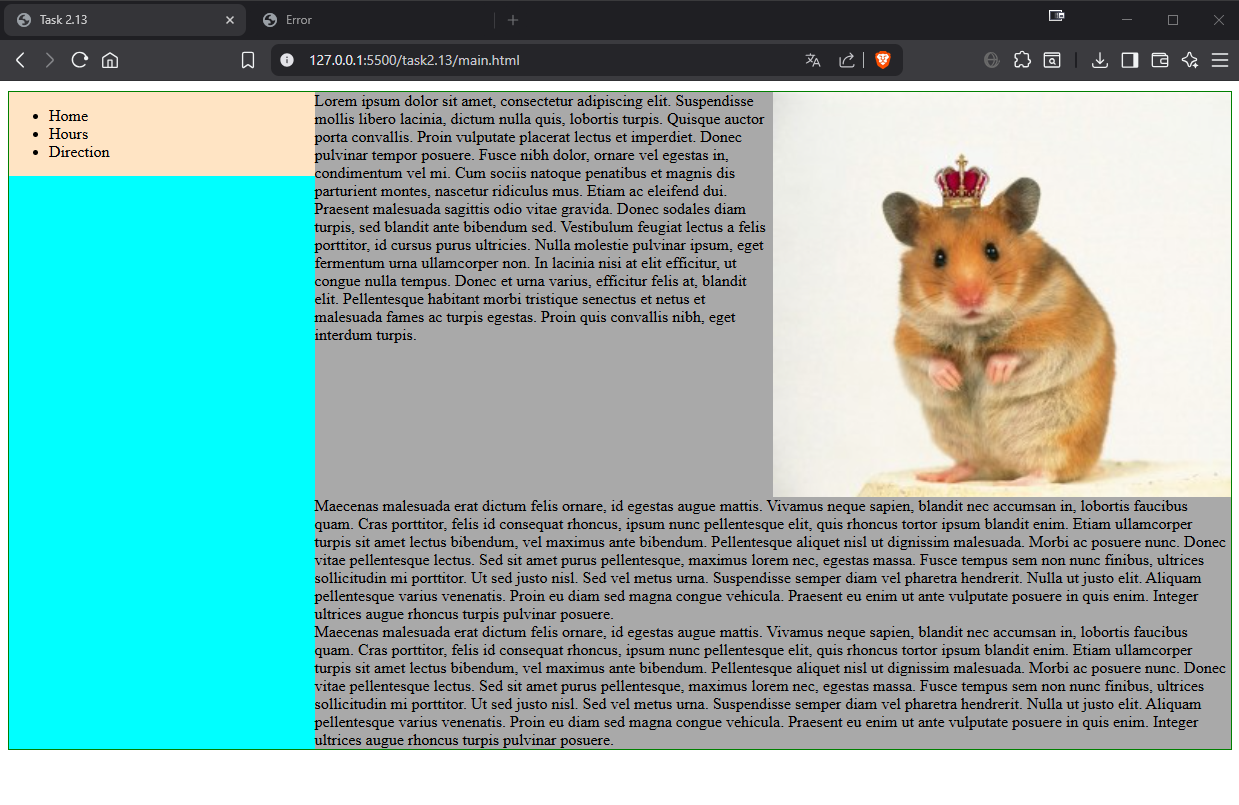 Task 2.13
Error
127.0.0.1:5500/task2.13/main.html
Home
Hours
Direction
Lorem ipsum dolor sit amet, consectetur adipiscing elit. Suspendisse
mollis libero lacinia, dictum nulla quis, lobortis turpis. Quisque auctor
porta convallis. Proin vulputate placerat lectus et imperdiet. Donec
pulvinar tempor posuere. Fusce nibh dolor, ornare vel egestas in,
condimentum vel mi. Cum sociis natoque penatibus et magnis dis
parturient montes, nascetur ridiculus mus. Etiam ac eleifend dui.
Praesent malesuada sagittis odio vitae gravida. Donec sodales diam
turpis, sed blandit ante bibendum sed. Vestibulum feugiat lectus a felis
porttitor, id cursus purus ultricies. Nulla molestie pulvinar ipsum, eget
fermentum urna ullamcorper non. In lacinia nisi at elit efficitur, ut
congue nulla tempus. Donec et urna varius, efficitur felis at, blandit
elit. Pellentesque habitant morbi tristique senectus et netus et
malesuada fames ac turpis egestas. Proin quis convallis nibh, eget
interdum turpis.
Maecenas malesuada erat dictum felis ornare, id egestas augue mattis. Vivamus neque sapien, blandit nec accumsan in, lobortis faucibus
quam. Cras porttitor, felis id consequat rhoncus, ipsum nunc pellentesque elit, quis rhoncus tortor ipsum blandit enim. Etiam ullamcorper
turpis sit amet lectus bibendum, vel maximus ante bibendum. Pellentesque aliquet nisl ut dignissim malesuada. Morbi ac posuere nunc. Donec
vitae pellentesque lectus. Sed sit amet purus pellentesque, maximus lorem nec, egestas massa. Fusce tempus sem non nunc finibus, ultrices
sollicitudin mi porttitor. Ut sed justo nisl. Sed vel metus urna. Suspendisse semper diam vel pharetra hendrerit. Nulla ut justo elit. Aliquam
pellentesque varius venenatis. Proin eu diam sed magna congue vehicula. Praesent eu enim ut ante vulputate posuere in quis enim. Integer
ultrices augue rhoncus turpis pulvinar posuere.
Maecenas malesuada erat dictum felis ornare, id egestas augue mattis. Vivamus neque sapien, blandit nec accumsan in, lobortis faucibus
quam. Cras porttitor, felis id consequat rhoncus, ipsum nunc pellentesque elit, quis rhoncus tortor ipsum blandit enim. Etiam ullamcorper
turpis sit amet lectus bibendum, vel maximus ante bibendum. Pellentesque aliquet nisl ut dignissim malesuada. Morbi ac posuere nunc. Donec
vitae pellentesque lectus. Sed sit amet purus pellentesque, maximus lorem nec, egestas massa. Fusce tempus sem non nunc finibus, ultrices
sollicitudin mi porttitor. Ut sed justo nisl. Sed vel metus urna. Suspendisse semper diam vel pharetra hendrerit. Nulla ut justo elit. Aliquam
pellentesque varius venenatis. Proin eu diam sed magna congue vehicula. Praesent eu enim ut ante vulputate posuere in quis enim. Integer
ultrices augue rhoncus turpis pulvinar posuere.